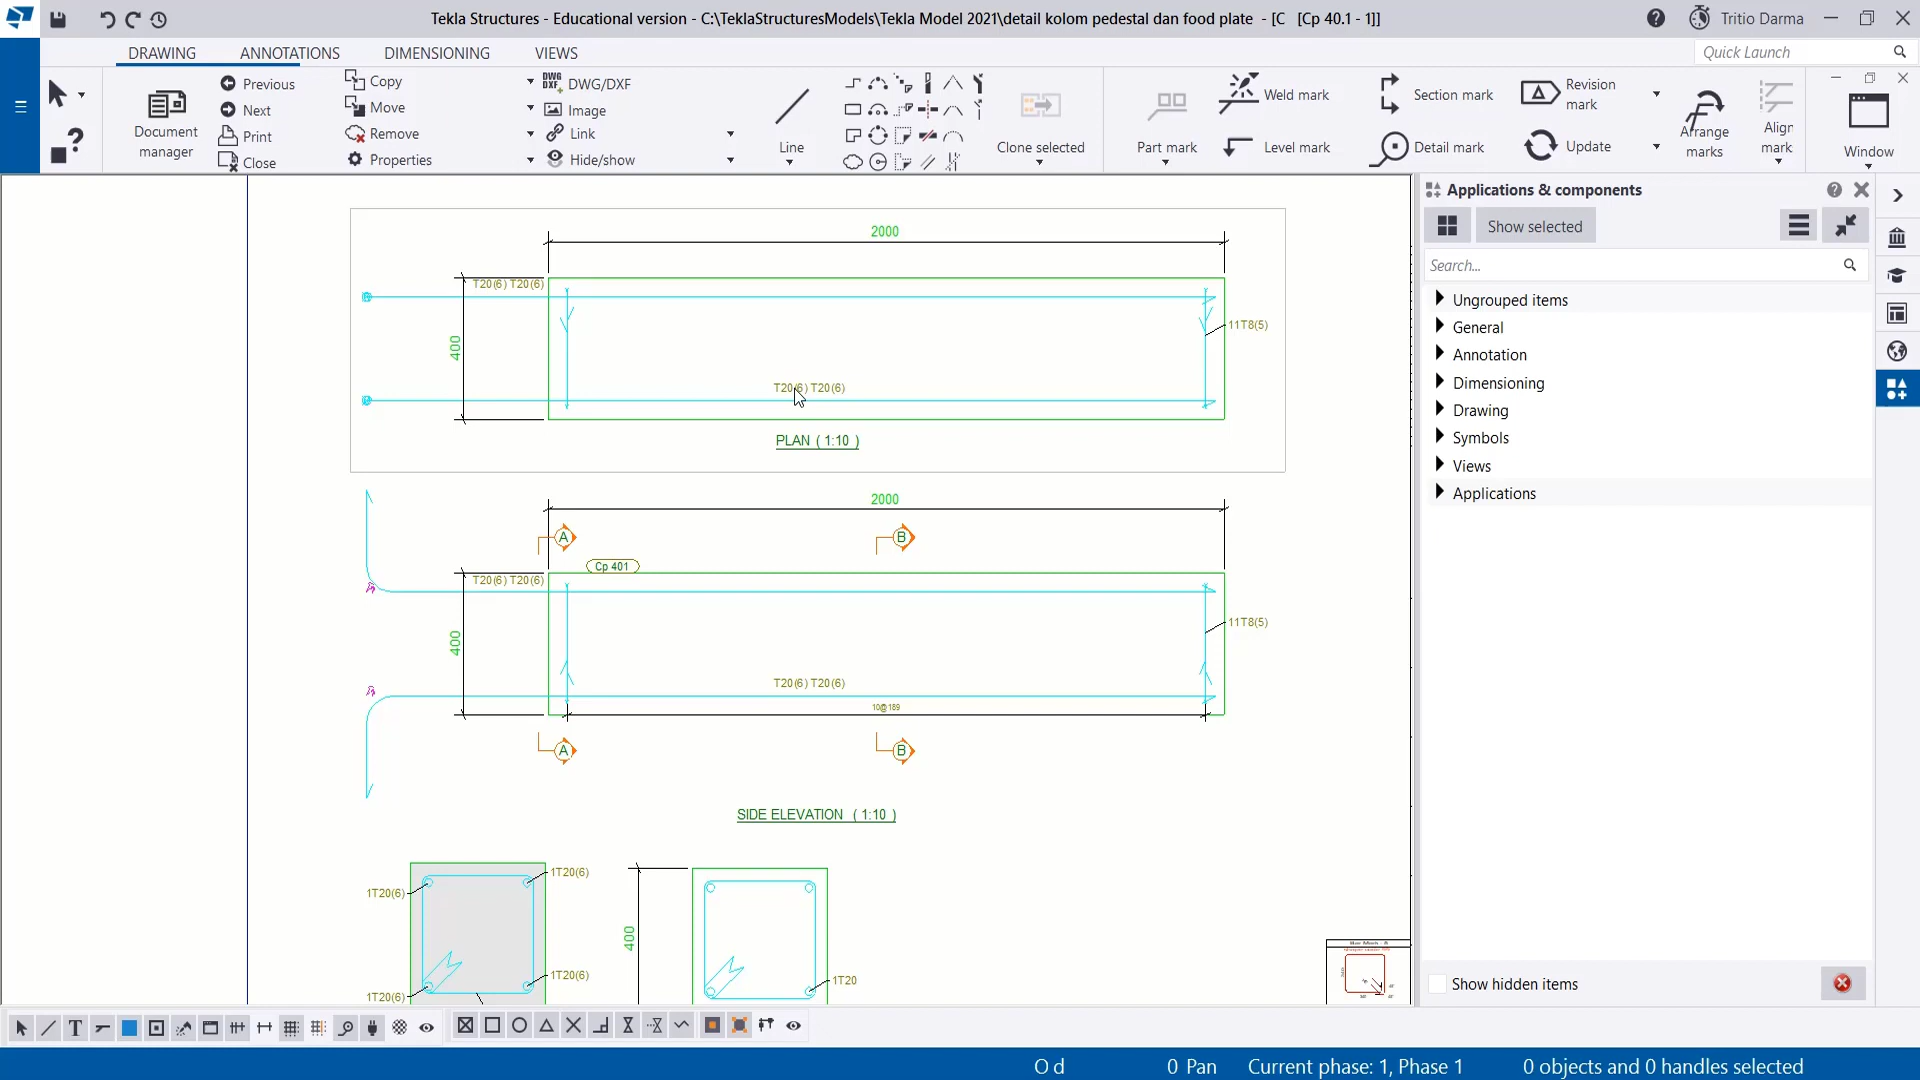 Tekla Structures - Educational version - C:\TeklaStructuresModels\Tekla Model 2021\detail kolom pedestal dan food plate - [C [Cp 40.1 - 1]]
Tritio Darma
DRAWING
ANNOTATIONS
DIMENSIONING
VIEWS
Quick Launch
Document manager
Previous
Next
Print
Close
Copy
Move
Remove
Properties
DWG/DXF
Image
Link
Hide/show
Line
Clone selected
Part mark
Weld mark
Level mark
Section mark
Detail mark
Revision mark
Update
Arrange marks
Align mark
Window
Applications & components
Show selected
Search...
Ungrouped items
General
Annotation
Dimensioning
Drawing
Symbols
Views
Applications
Show hidden items
2000
T20(6) T20(6)
400
11T8(5)
T20(6) T20(6)
PLAN ( 1:10 )
2000
A
B
Cp 401
T20(6) T20(6)
400
11T8(5)
T20(6) T20(6)
10@189
A
B
SIDE ELEVATION ( 1:10 )
1T20(6)
1T20(6)
1T20(6)
1T20(6)
400
1T20
O d
0 Pan
Current phase: 1, Phase 1
0 objects and 0 handles selected